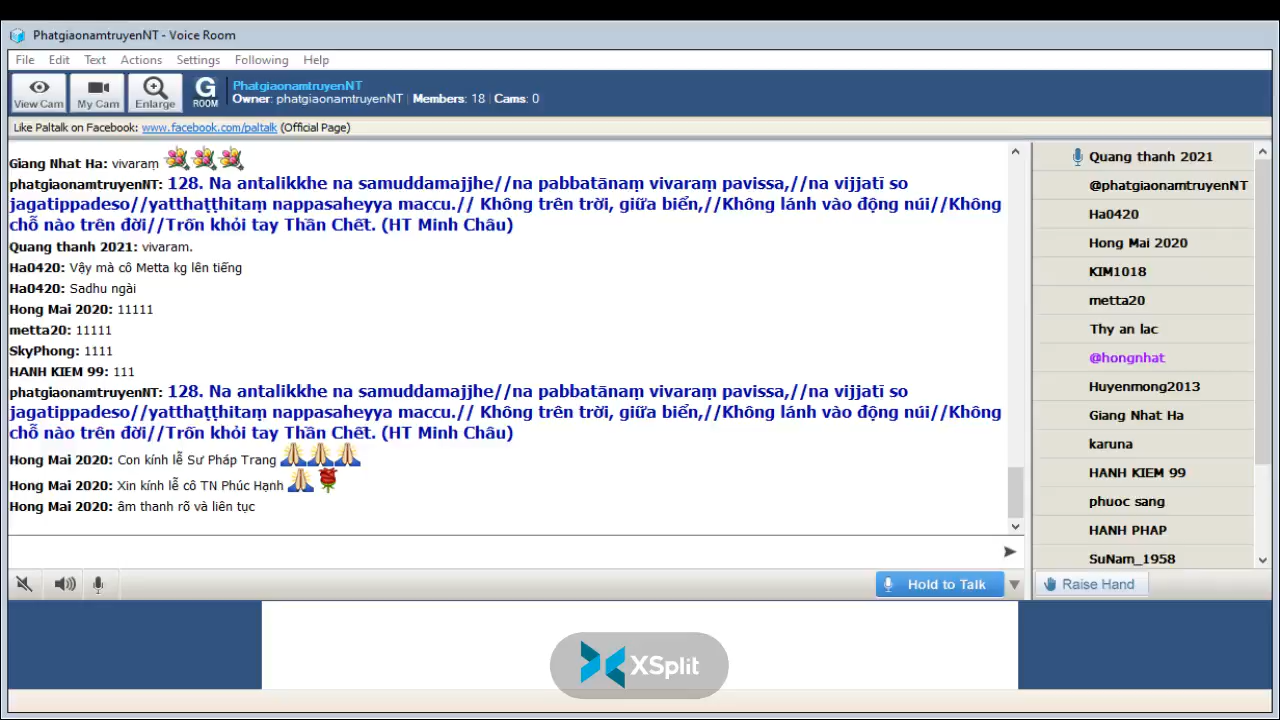 PhatgiaonamtruyenNT - Voice Room
File Edit Text Actions Settings Following Help
View Cam My Cam Enlarge G ROOM
PhatgiaonamtruyenNT
Owner: phatgiaonamtruyenNT | Members: 18 | Cams: 0
Like Paltalk on Facebook: www.facebook.com/paltalk (Official Page)
Giang Nhat Ha: vivaraṃ
phatgiaonamtruyenNT: 128. Na antalikkhe na samuddamajjhe//na pabbatānaṃ vivaraṃ pavissa,//na vijjatī so
jagatippadeso//yatthaṭṭhitaṃ nappasaheyya maccu.// Không trên trời, giữa biển,//Không lánh vào động núi//Không
chỗ nào trên đời//Trốn khỏi tay Thần Chết. (HT Minh Châu)
Quang thanh 2021: vivaram.
Ha0420: Vậy mà cô Metta kg lên tiếng
Ha0420: Sadhu ngài
Hong Mai 2020: 11111
metta20: 11111
SkyPhong: 1111
HANH KIEM 99: 111
phatgiaonamtruyenNT: 128. Na antalikkhe na samuddamajjhe//na pabbatānaṃ vivaraṃ pavissa,//na vijjatī so
jagatippadeso//yatthaṭṭhitaṃ nappasaheyya maccu.// Không trên trời, giữa biển,//Không lánh vào động núi//Không
chỗ nào trên đời//Trốn khỏi tay Thần Chết. (HT Minh Châu)
Hong Mai 2020: Con kính lễ Sư Pháp Trang
Hong Mai 2020: Xin kính lễ cô TN Phúc Hạnh
Hong Mai 2020: âm thanh rõ và liên tục
Quang thanh 2021
@phatgiaonamtruyenNT
Ha0420
Hong Mai 2020
KIM1018
metta20
Thy an lac
@hongnhat
Huyenmong2013
Giang Nhat Ha
karuna
HANH KIEM 99
phuoc sang
HANH PHAP
SuNam_1958
Hold to Talk
Raise Hand
XSplit